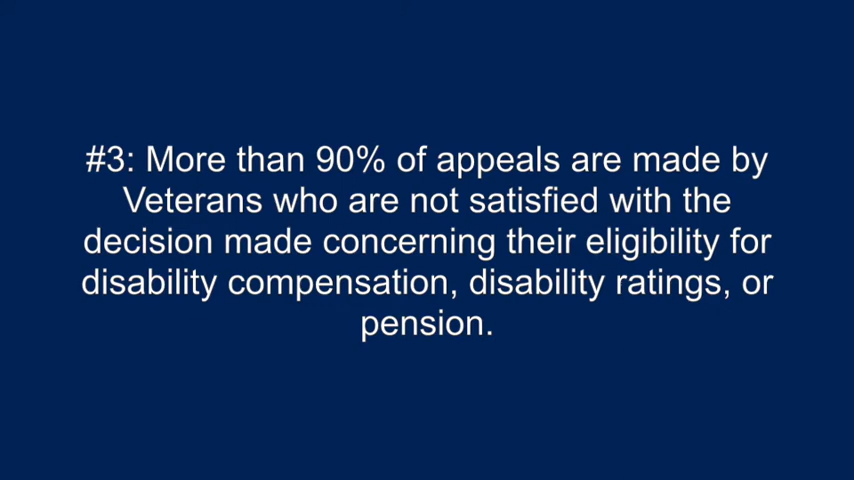 #3: More than 90% of appeals are made by
Veterans who are not satisfied with the
decision made concerning their eligibility for
disability compensation, disability ratings, or
pension.